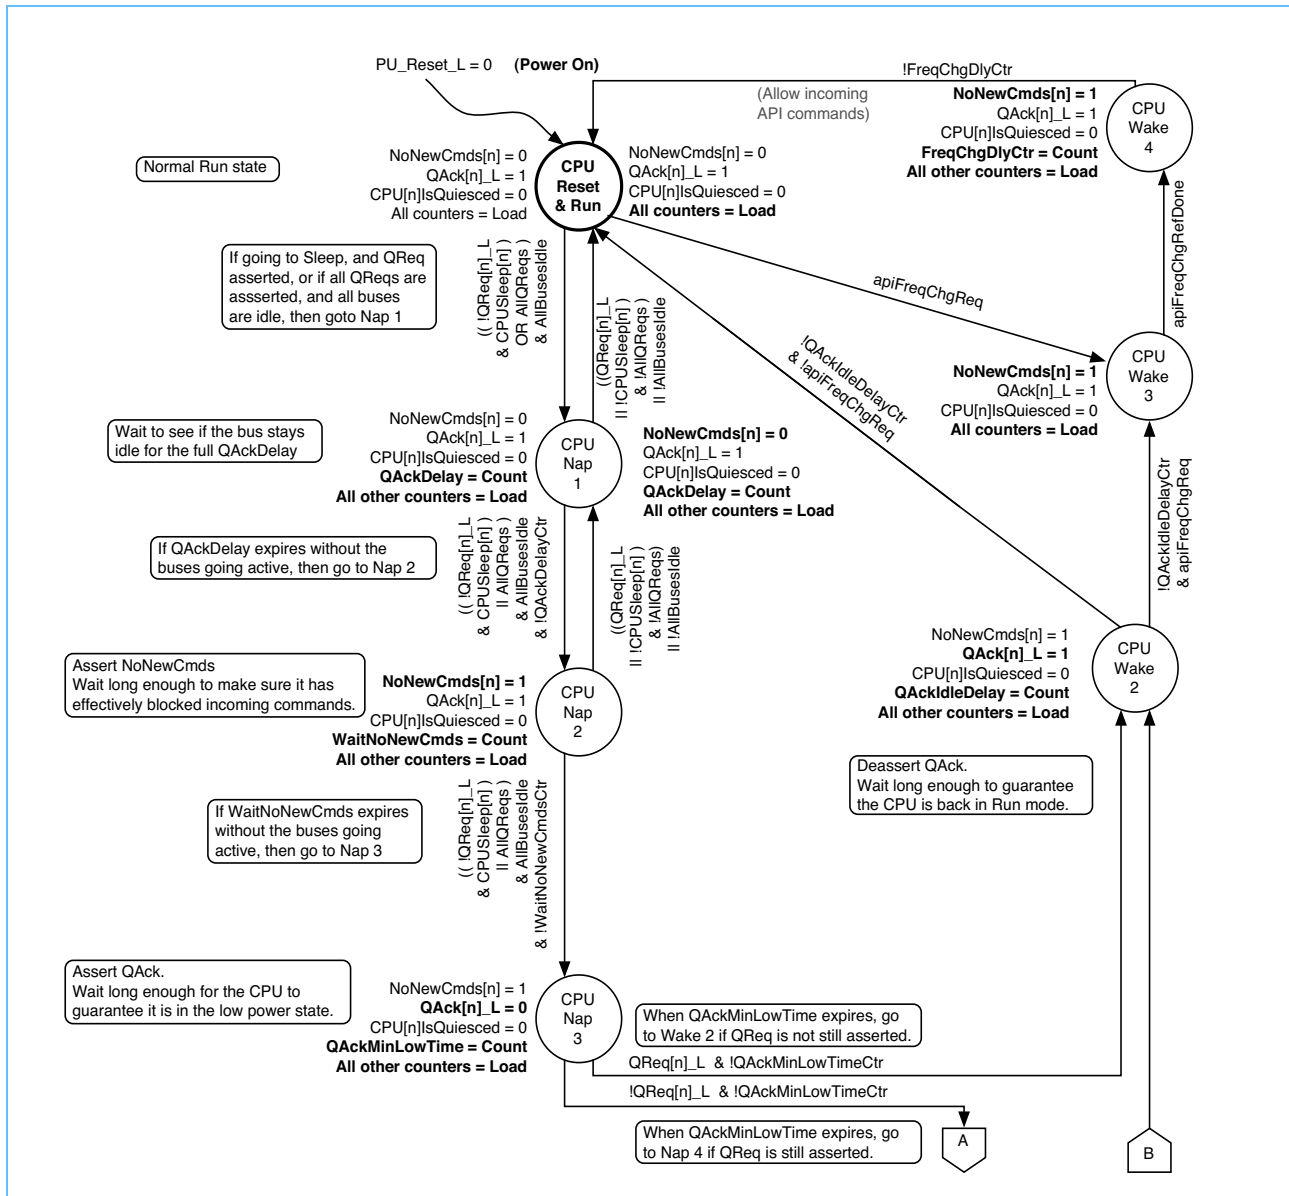 PU_Reset_L = 0 (Power On)
!FreqChgDlyCtr
(Allow incoming
API commands)
NoNewCmds[n] = 1
QAck[n]_L = 1
CPU[n]IsQuiesced = 0
FreqChgDlyCtr = Count
All other counters = Load
CPU
Wake
4
Normal Run state
NoNewCmds[n] = 0
QAck[n]_L = 1
CPU[n]IsQuiesced = 0
All counters = Load
CPU
Reset
& Run
NoNewCmds[n] = 0
QAck[n]_L = 1
CPU[n]IsQuiesced = 0
All counters = Load
If going to Sleep, and QReq
asserted, or if all QReqs are
assserted, and all buses
are idle, then goto Nap 1
(( !QReq[n]_L
& CPUSleep[n] )
OR AllQReqs )
& AllBusesIdle
((QReq[n]_L
|| !CPUSleep[n] )
& !AllQReqs )
|| !AllBusesIdle
apiFreqChgReq
apiFreqChgRefDone
!QAckIdleDelayCtr
& !apiFreqChgReq
NoNewCmds[n] = 1
QAck[n]_L = 1
CPU[n]IsQuiesced = 0
All counters = Load
CPU
Wake
3
Wait to see if the bus stays
idle for the full QAckDelay
NoNewCmds[n] = 0
QAck[n]_L = 1
CPU[n]IsQuiesced = 0
QAckDelay = Count
All other counters = Load
CPU
Nap
1
NoNewCmds[n] = 0
QAck[n]_L = 1
CPU[n]IsQuiesced = 0
QAckDelay = Count
All other counters = Load
!QAckIdleDelayCtr
& apiFreqChgReq
If QAckDelay expires without the
buses going active, then go to Nap 2
(( !QReq[n]_L
& CPUSleep[n] )
|| AllQReqs )
& AllBusesIdle
& !QAckDelayCtr
((QReq[n]_L
|| !CPUSleep[n] )
& !AllQReqs)
|| !AllBusesIdle
Assert NoNewCmds
Wait long enough to make sure it has
effectively blocked incoming commands.
NoNewCmds[n] = 1
QAck[n]_L = 1
CPU[n]IsQuiesced = 0
WaitNoNewCmds = Count
All other counters = Load
CPU
Nap
2
NoNewCmds[n] = 1
QAck[n]_L = 1
CPU[n]IsQuiesced = 0
QAckIdleDelay = Count
All other counters = Load
CPU
Wake
2
Deassert QAck.
Wait long enough to guarantee
the CPU is back in Run mode.
If WaitNoNewCmds expires
without the buses going
active, then go to Nap 3
(( !QReq[n]_L
& CPUSleep[n] )
|| AllQReqs )
& AllBusesIdle
& !WaitNoNewCmdsCtr
Assert QAck.
Wait long enough for the CPU to
guarantee it is in the low power state.
NoNewCmds[n] = 1
QAck[n]_L = 0
CPU[n]IsQuiesced = 0
QAckMinLowTime = Count
All other counters = Load
CPU
Nap
3
When QAckMinLowTime expires, go
to Wake 2 if QReq is not still asserted.
QReq[n]_L & !QAckMinLowTimeCtr
!QReq[n]_L & !QAckMinLowTimeCtr
When QAckMinLowTime expires, go
to Nap 4 if QReq is still asserted.
A
B